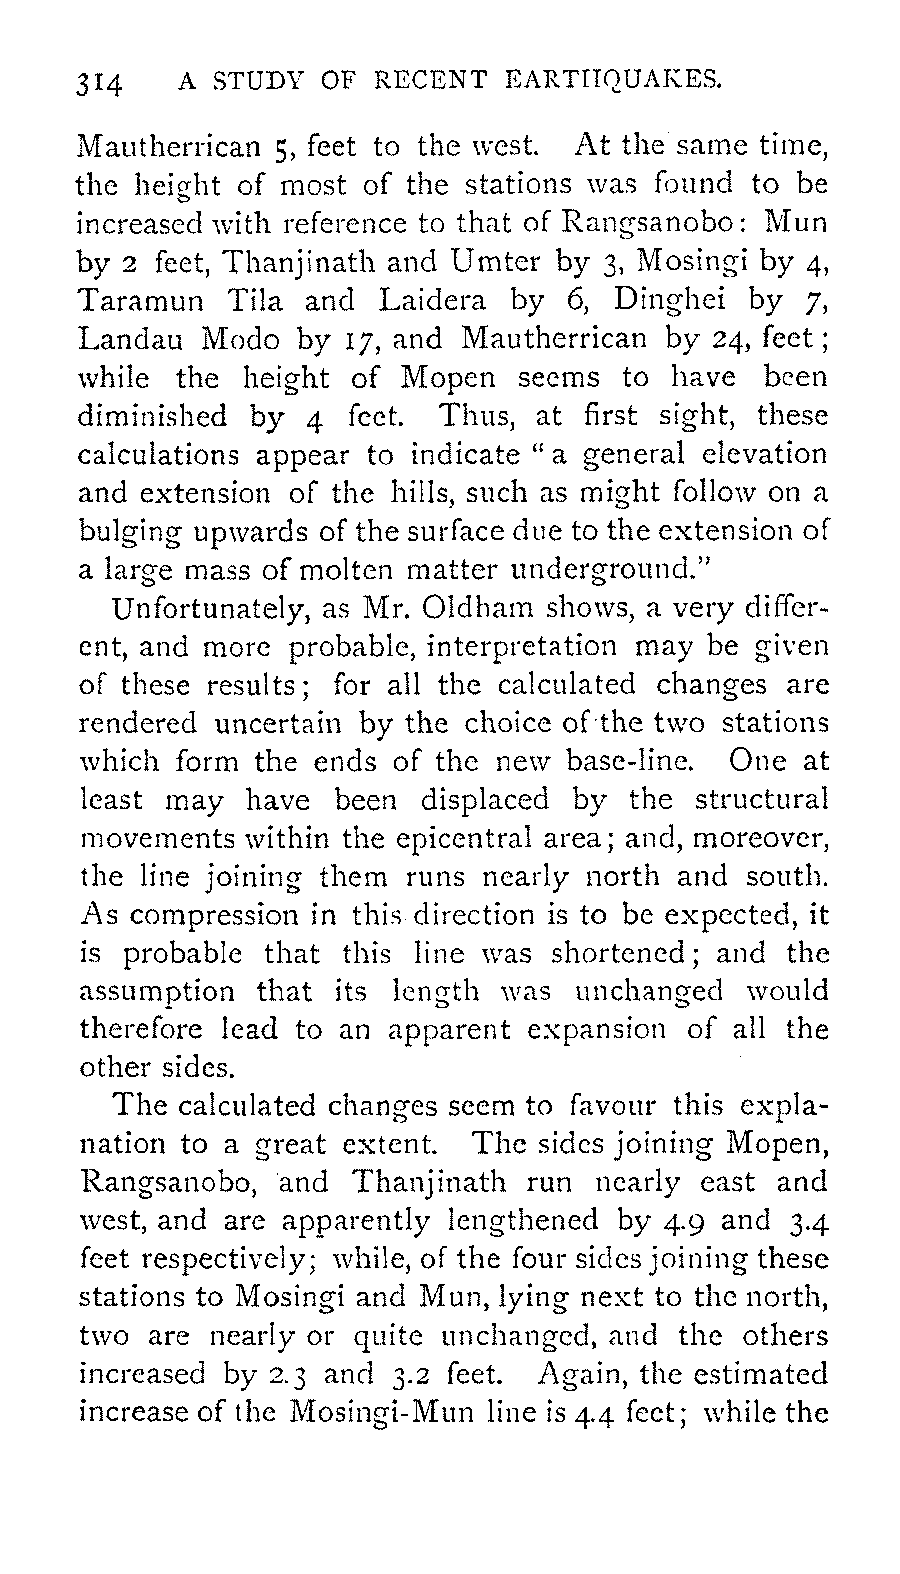 314 A STUDY OF RECENT EARTHQUAKES.
Mautherrican 5, feet to the west. At the same time,
the height of most of the stations was found to be
increased with reference to that of Rangsanobo: Mun
by 2 feet, Thanjinath and Umter by 3, Mosingi by 4,
Taramun Tila and Laidera by 6, Dinghei by 7,
Landau Modo by 17, and Mautherrican by 24, feet;
while the height of Mopen seems to have been
diminished by 4 feet. Thus, at first sight, these
calculations appear to indicate “a general elevation
and extension of the hills, such as might follow on a
bulging upwards of the surface due to the extension of
a large mass of molten matter underground.”
Unfortunately, as Mr. Oldham shows, a very differ-
ent, and more probable, interpretation may be given
of these results; for all the calculated changes are
rendered uncertain by the choice of the two stations
which form the ends of the new base-line. One at
least may have been displaced by the structural
movements within the epicentral area; and, moreover,
the line joining them runs nearly north and south.
As compression in this direction is to be expected, it
is probable that this line was shortened; and the
assumption that its length was unchanged would
therefore lead to an apparent expansion of all the
other sides.
The calculated changes seem to favour this expla-
nation to a great extent. The sides joining Mopen,
Rangsanobo, and Thanjinath run nearly east and
west, and are apparently lengthened by 4.9 and 3.4
feet respectively; while, of the four sides joining these
stations to Mosingi and Mun, lying next to the north,
two are nearly or quite unchanged, and the others
increased by 2.3 and 3.2 feet. Again, the estimated
increase of the Mosingi-Mun line is 4.4 feet; while the